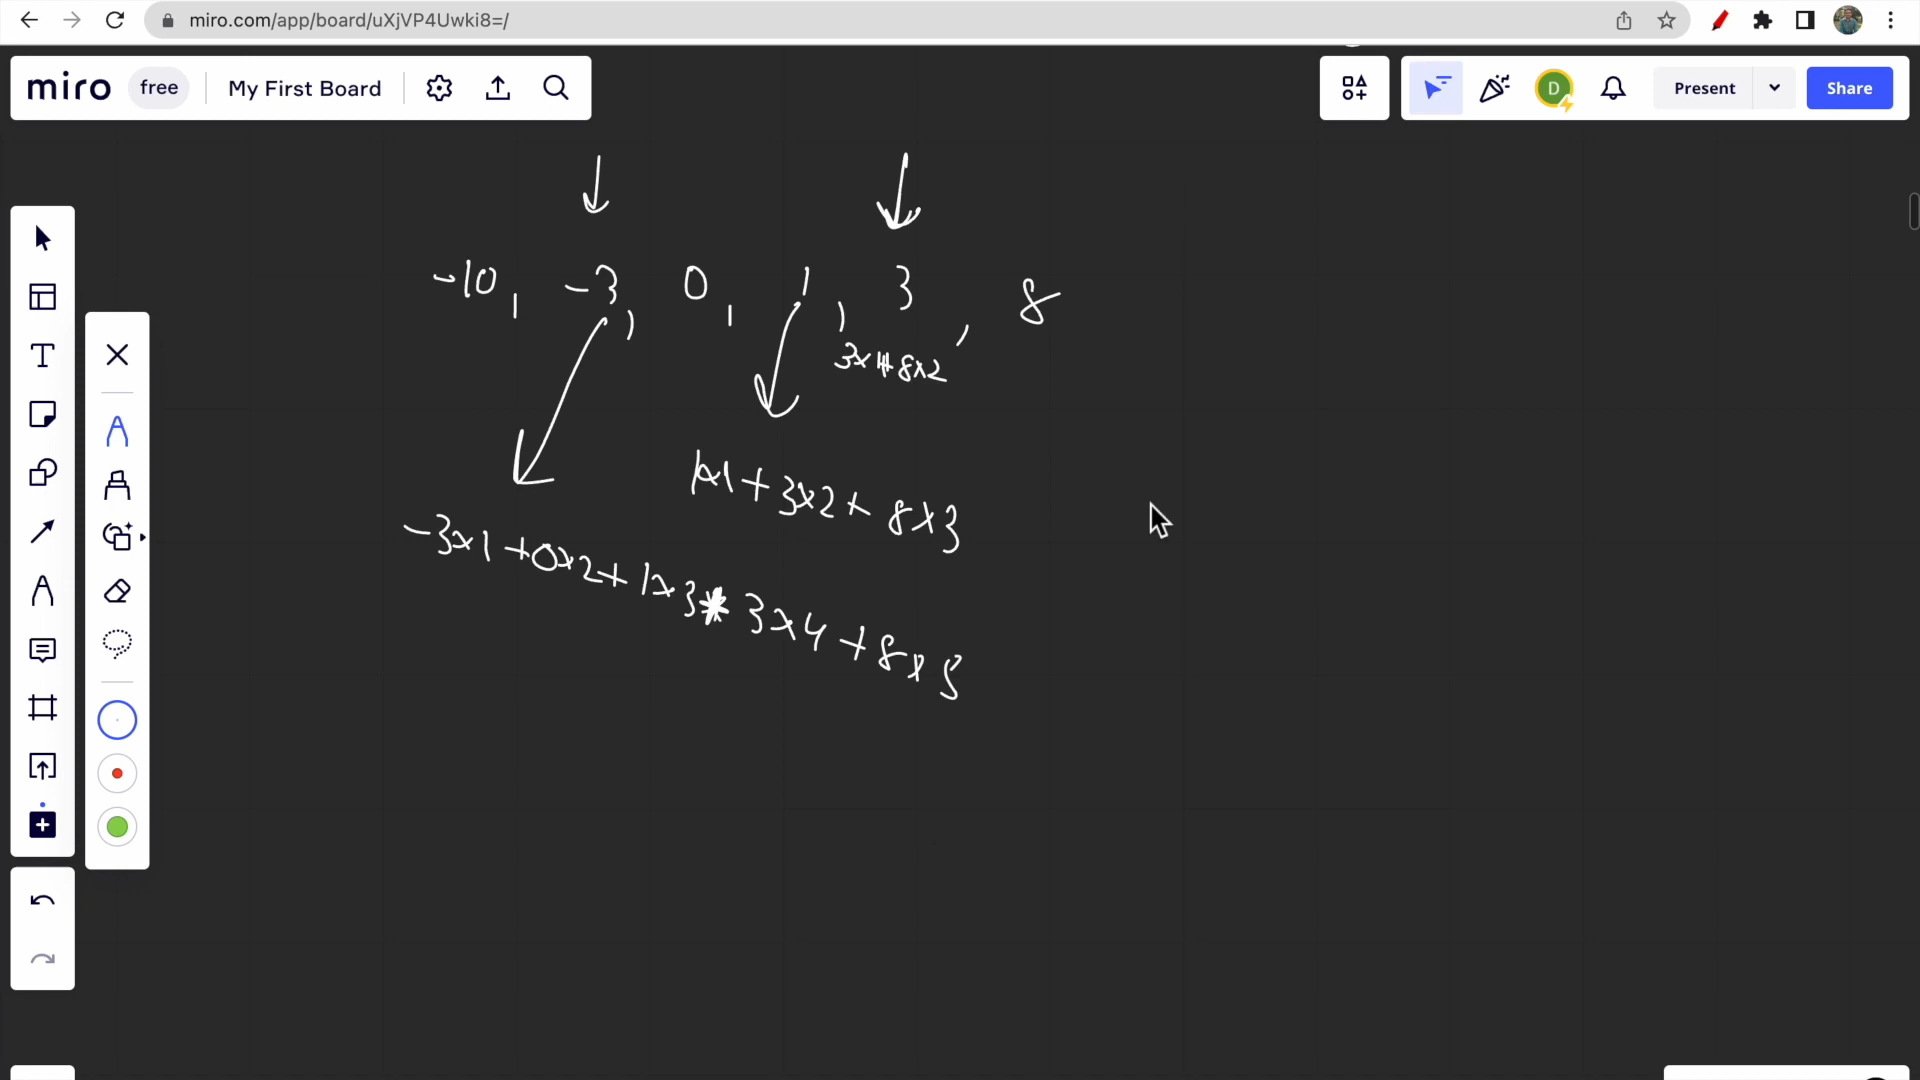 miro.com/app/board/uXjVP4Uwki8=/
miro free My First Board
D Present Share
-10, -3, 0, 1, 3, 8
3x1+8x2
1x1 + 3x2 + 8x3
-3x1 +0x2+ 1x3* 3x4 +8x5